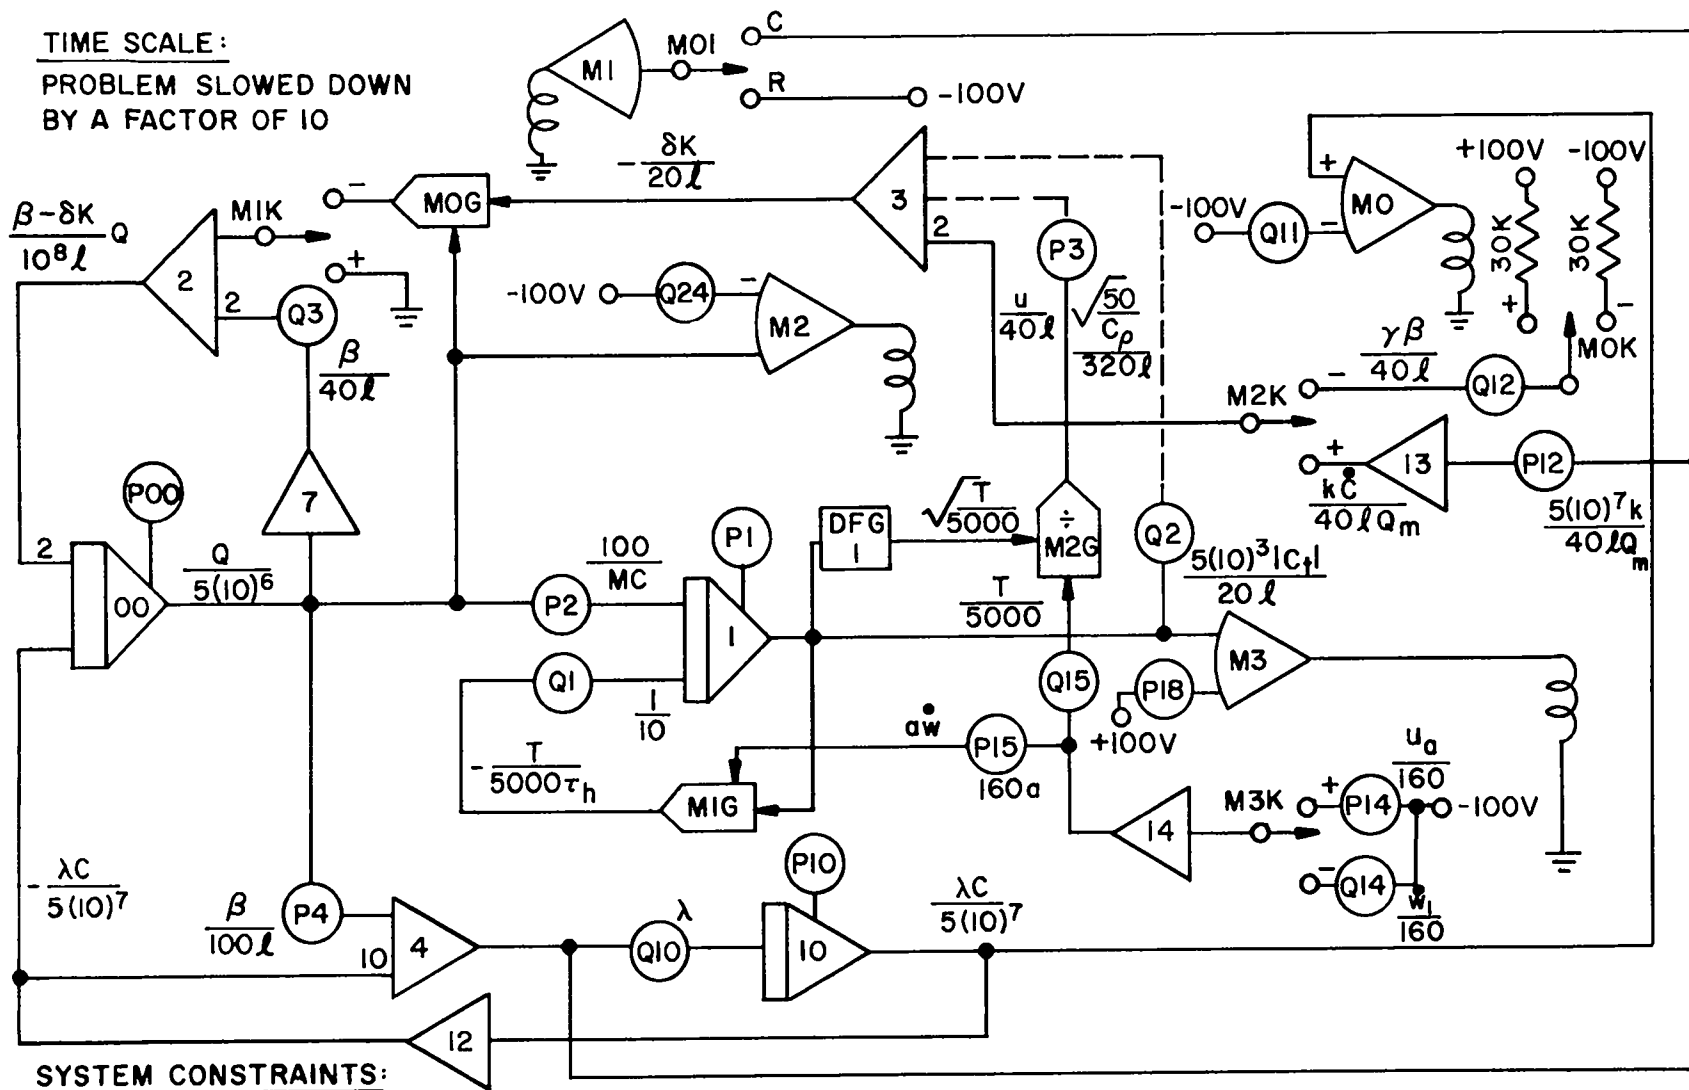 TIME SCALE:
PROBLEM SLOWED DOWN
BY A FACTOR OF 10
M1
MO1
C
R
-100V
-δK/20ℓ
MOG
3
2
-
+
M1K
(β-δK)/10⁸ℓ Q
2
2
Q3
β/40ℓ
7
-100V
Q24
-
M2
P3
u/40ℓ
√50/Cρ/320ℓ
-100V
Q11
+
-
MO
+100V
-100V
30K
30K
+
-
MOK
γβ/40ℓ
-
Q12
M2K
+
13
P12
kĊ/40ℓQm
5(10)⁷k/40ℓQm
P00
2
00
Q/5(10)⁶
P2
100/MC
P1
1
DFG
1
√T/5000
÷
M2G
Q2
5(10)³|Ct|/20ℓ
T/5000
M3
Q1
1/10
Q15
P18
+100V
aẇ
P15
160a
-T/5000τh
M1G
14
M3K
+
P14
ua/160
-100V
-
Q14
ẇ1/160
P10
-λC/5(10)⁷
β/100ℓ
P4
10
4
λ
Q10
10
λC/5(10)⁷
12
SYSTEM CONSTRAINTS: